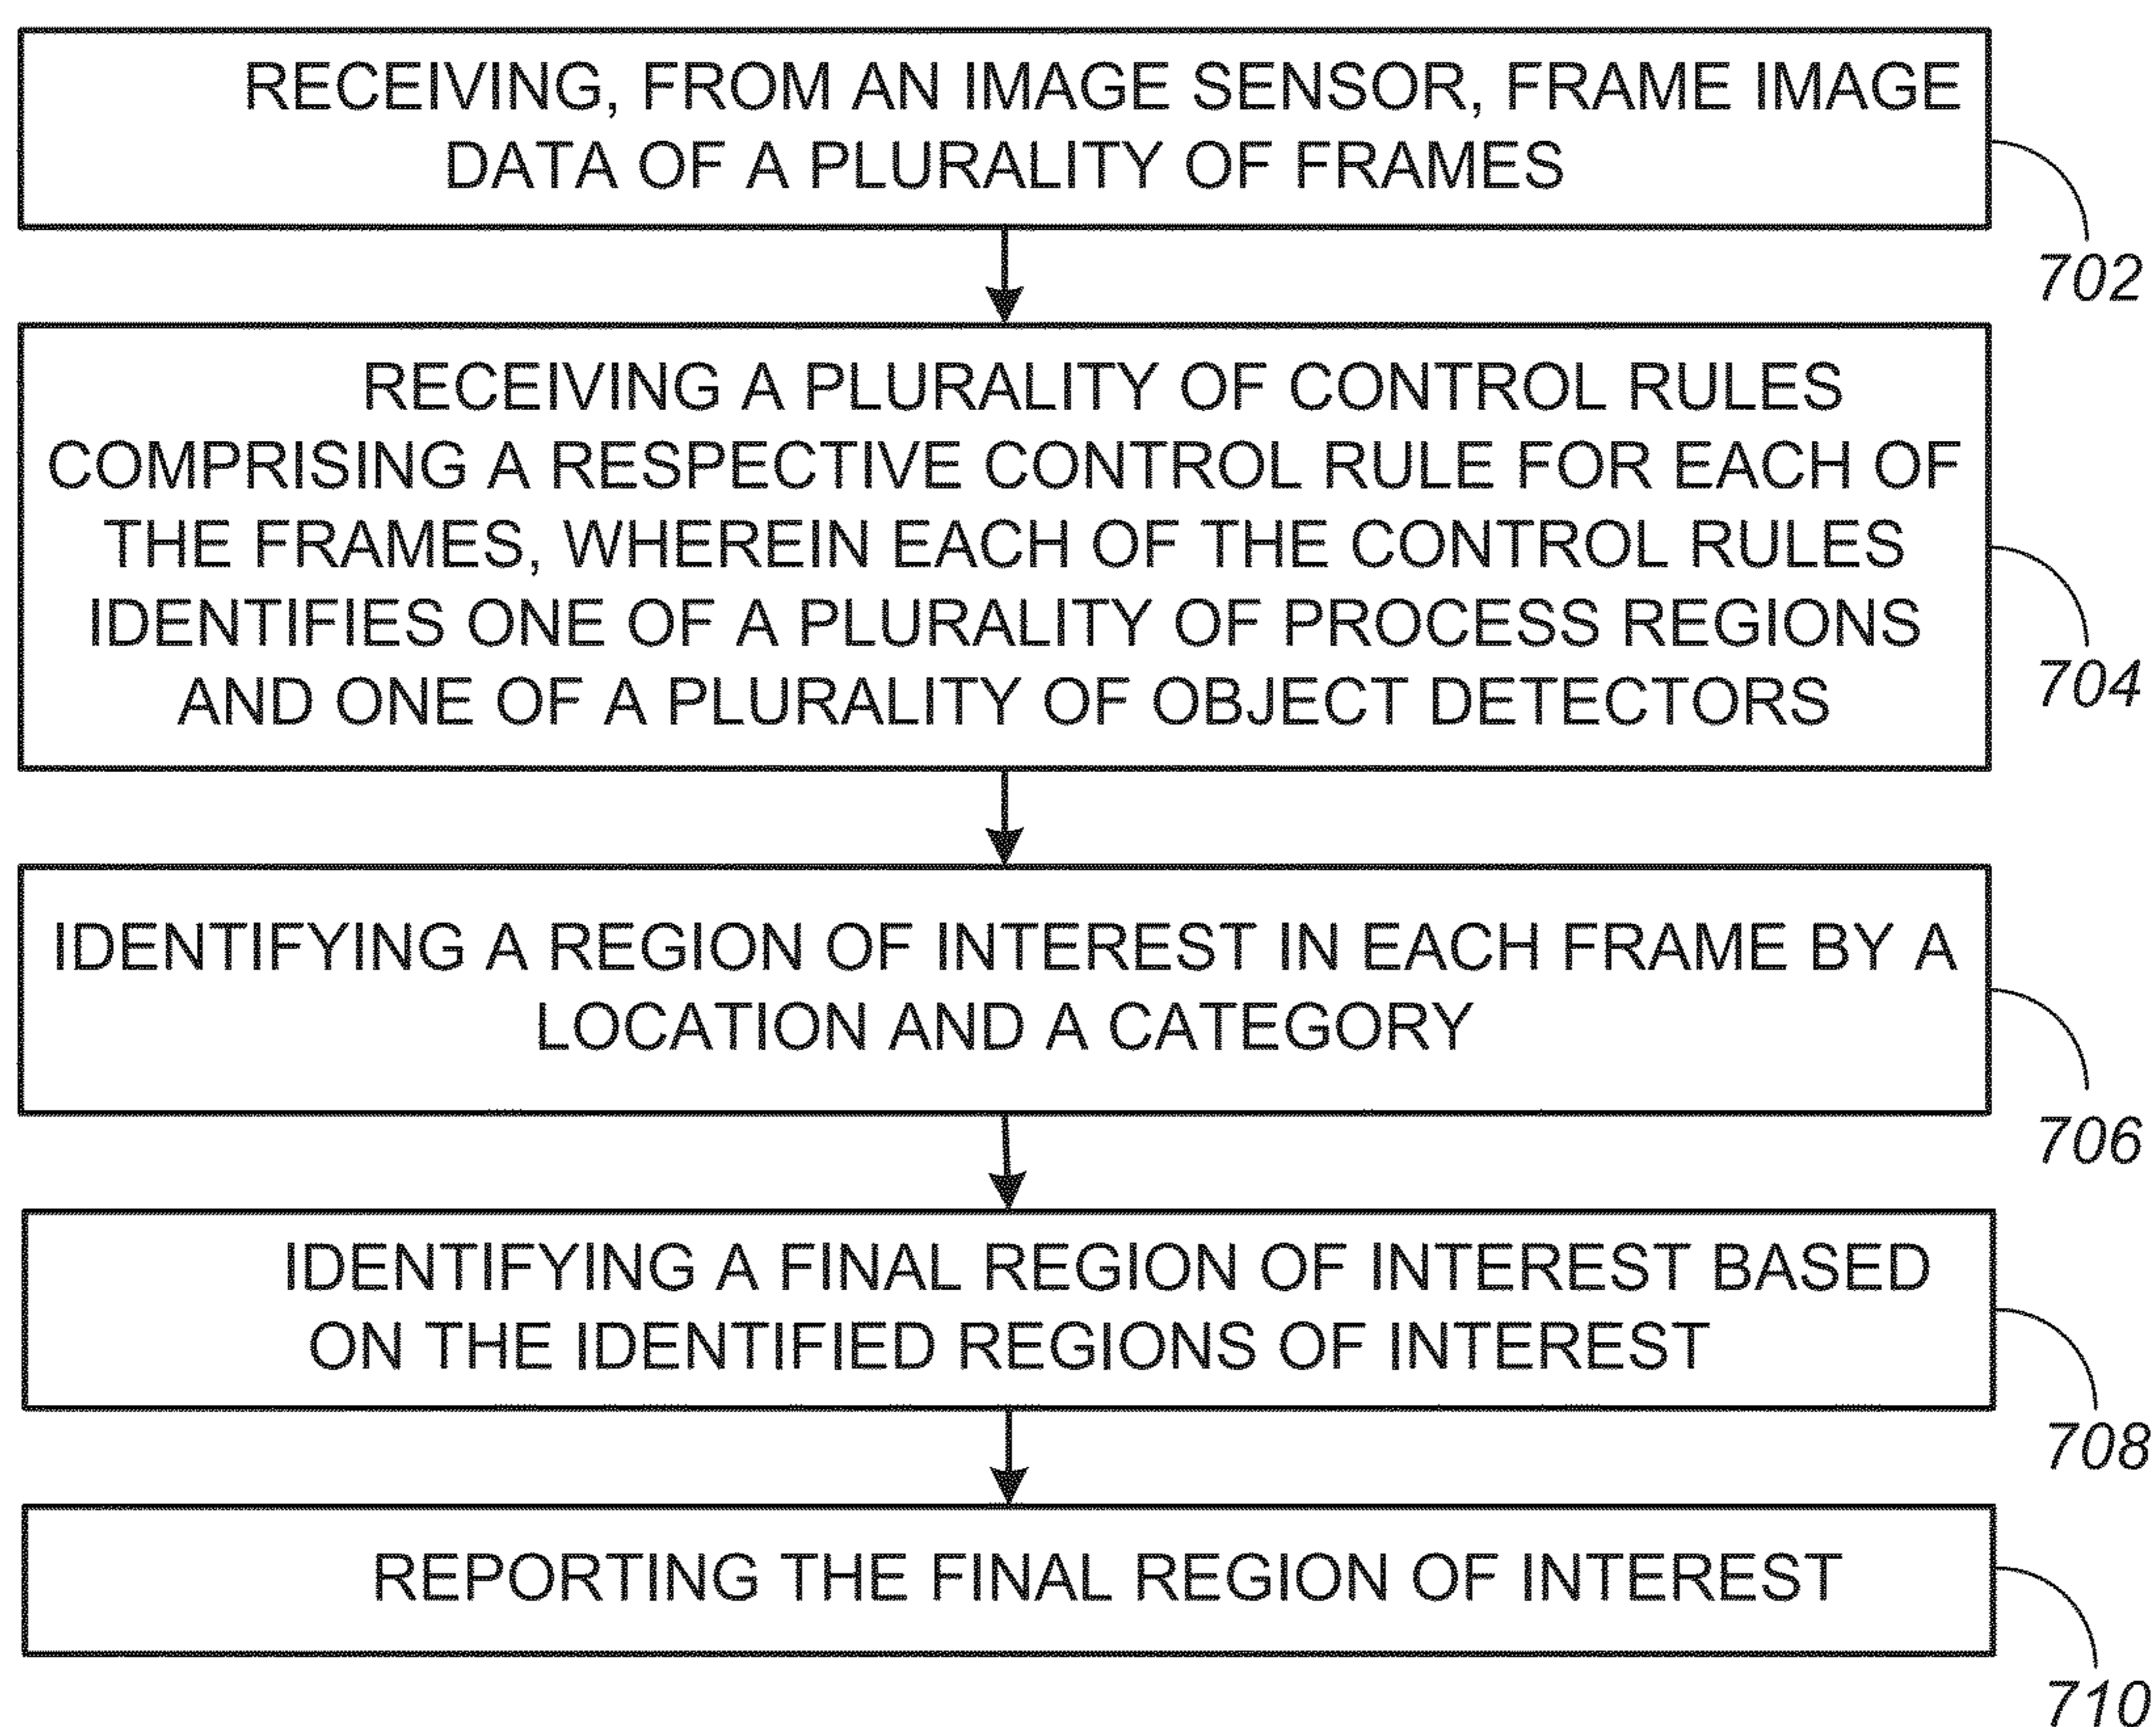 RECEIVING, FROM AN IMAGE SENSOR, FRAME IMAGE
DATA OF A PLURALITY OF FRAMES
702
RECEIVING A PLURALITY OF CONTROL RULES
COMPRISING A RESPECTIVE CONTROL RULE FOR EACH OF
THE FRAMES, WHEREIN EACH OF THE CONTROL RULES
IDENTIFIES ONE OF A PLURALITY OF PROCESS REGIONS
AND ONE OF A PLURALITY OF OBJECT DETECTORS
704
IDENTIFYING A REGION OF INTEREST IN EACH FRAME BY A
LOCATION AND A CATEGORY
706
IDENTIFYING A FINAL REGION OF INTEREST BASED
ON THE IDENTIFIED REGIONS OF INTEREST
708
REPORTING THE FINAL REGION OF INTEREST
710